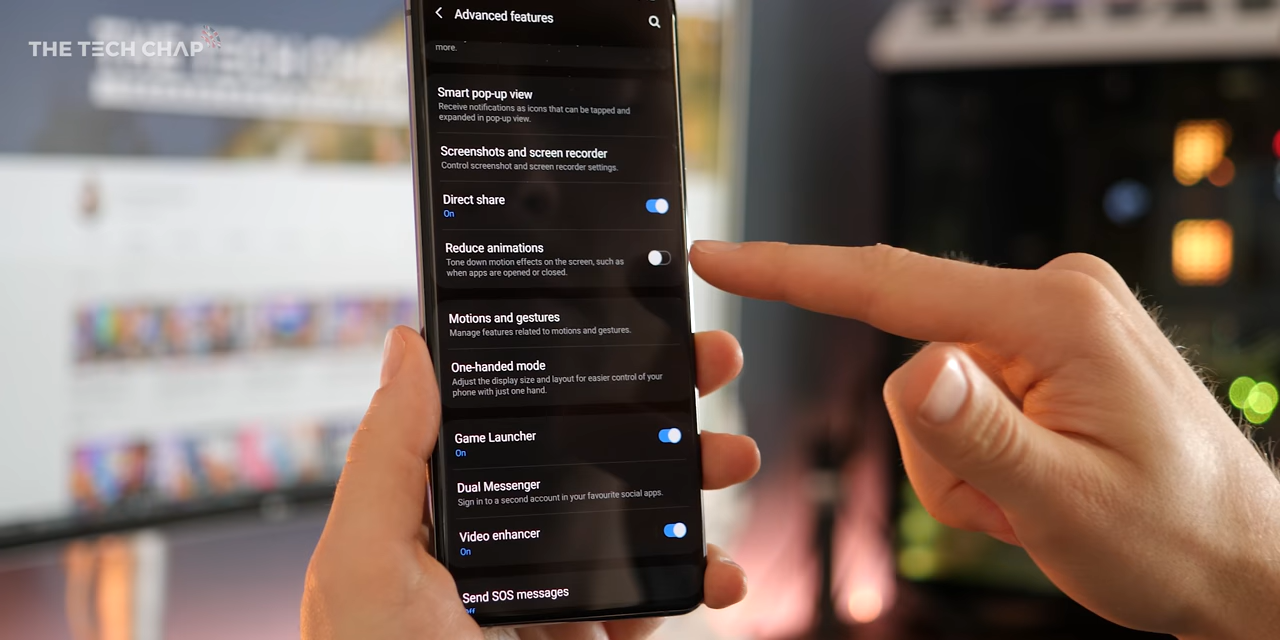 THE TECH CHAP
Advanced features
more.
Smart pop-up view
Receive notifications as icons that can be tapped and
expanded in pop-up view.
Screenshots and screen recorder
Control screenshot and screen recorder settings.
Direct share
On
Reduce animations
Tone down motion effects on the screen, such as
when apps are opened or closed.
Motions and gestures
Manage features related to motions and gestures.
One-handed mode
Adjust the display size and layout for easier control of your
phone with just one hand.
Game Launcher
On
Dual Messenger
Sign in to a second account in your favourite social apps.
Video enhancer
On
Send SOS messages